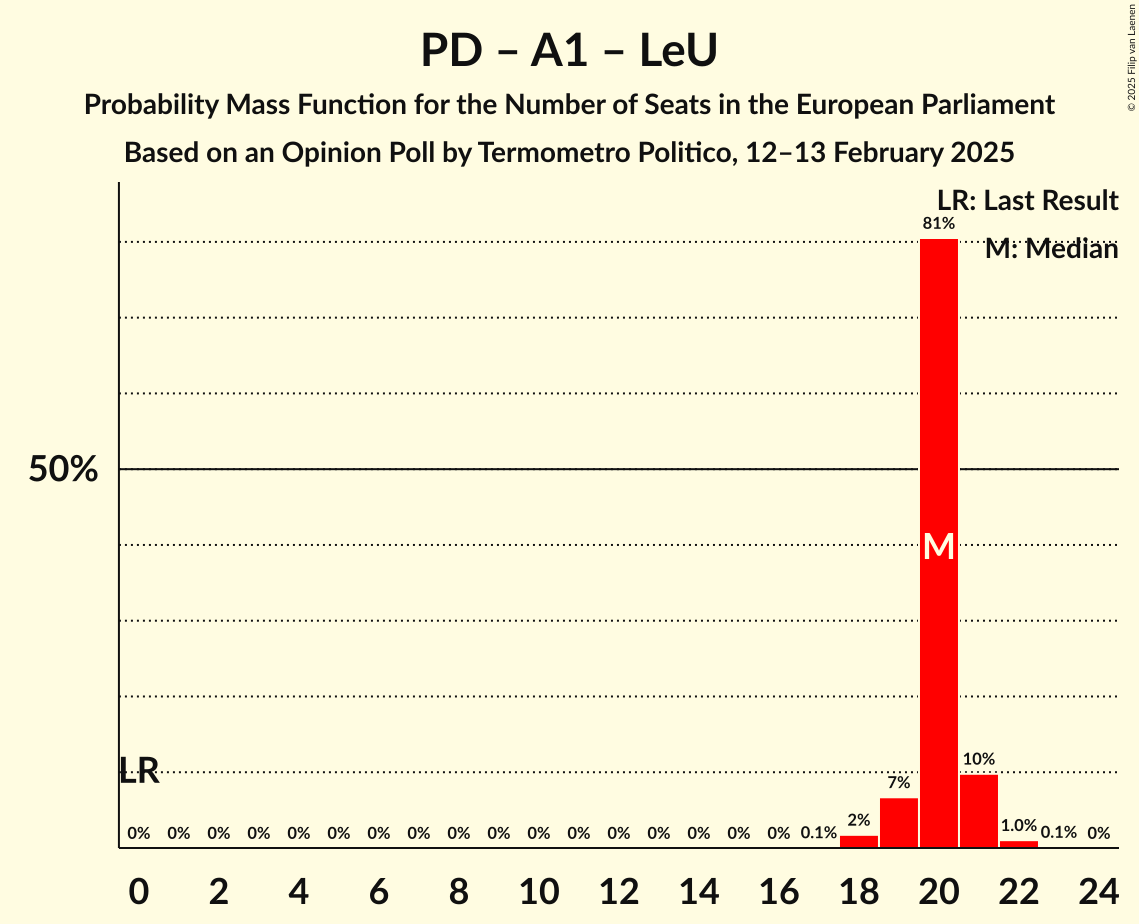 PD – A1 – LeU
Probability Mass Function for the Number of Seats in the European Parliament
Based on an Opinion Poll by Termometro Politico, 12–13 February 2025
© 2025 Filip van Laenen
LR: Last Result
M: Median
81%
50%
M
LR
0% 0% 0% 0% 0% 0% 0% 0% 0% 0% 0% 0% 0% 0% 0% 0% 0% 0.1% 2% 7% 10% 1.0% 0.1% 0%
0 2 4 6 8 10 12 14 16 18 20 22 24